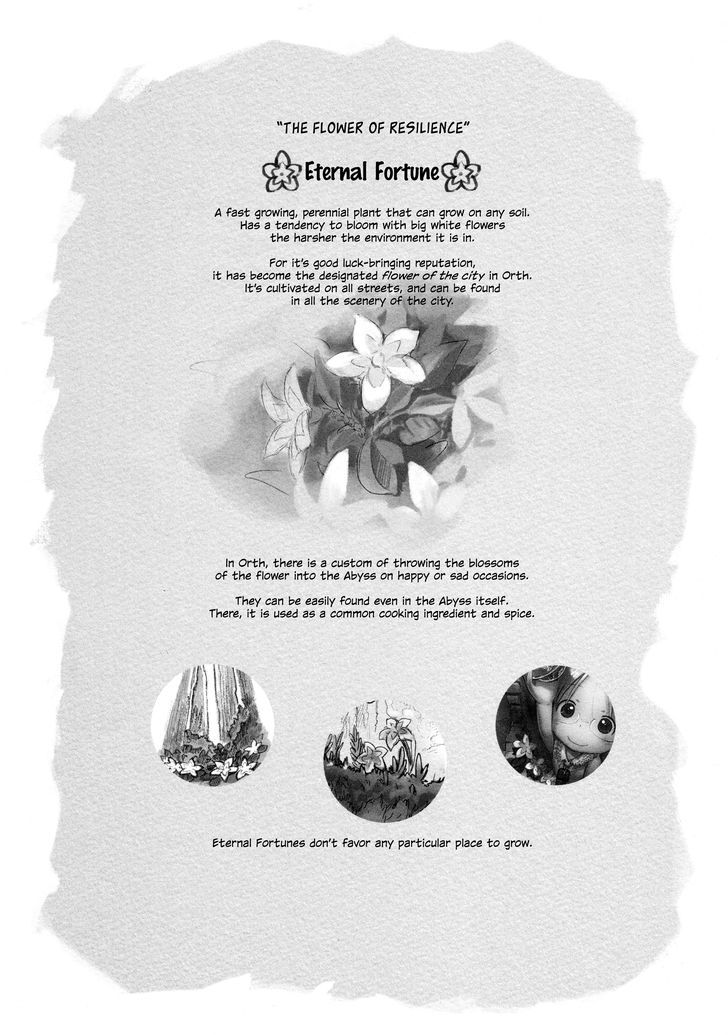 "THE FLOWER OF RESILIENCE"
Eternal Fortune
A fast growing, perennial plant that can grow on any soil.
Has a tendency to bloom with big white flowers
the harsher the environment it is in.
For it's good luck-bringing reputation,
it has become the designated flower of the city in Orth.
It's cultivated on all streets, and can be found
in all the scenery of the city.
In Orth, there is a custom of throwing the blossoms
of the flower into the Abyss on happy or sad occasions.
They can be easily found even in the Abyss itself.
There, it is used as a common cooking ingredient and spice.
Eternal Fortunes don't favor any particular place to grow.